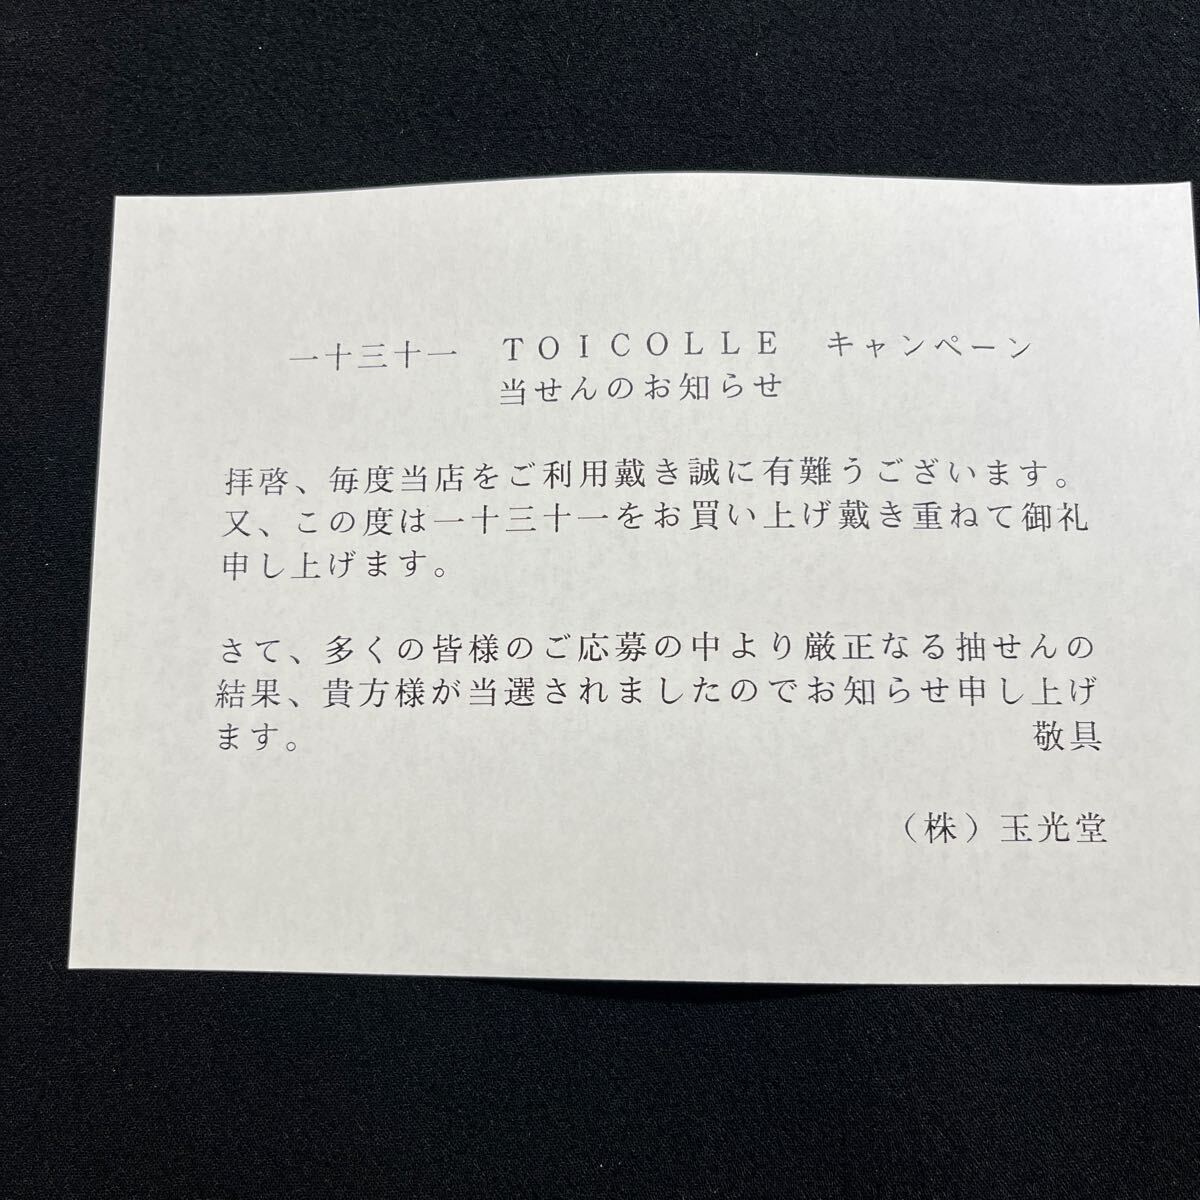 一十三十一　ＴＯＩＣＯＬＬＥ　キャンペーン
当せんのお知らせ
拝啓、毎度当店をご利用戴き誠に有難うございます。
又、この度は一十三十一をお買い上げ戴き重ねて御礼
申し上げます。
さて、多くの皆様のご応募の中より厳正なる抽せんの
結果、貴方様が当選されましたのでお知らせ申し上げ
ます。　敬具
（株）玉光堂